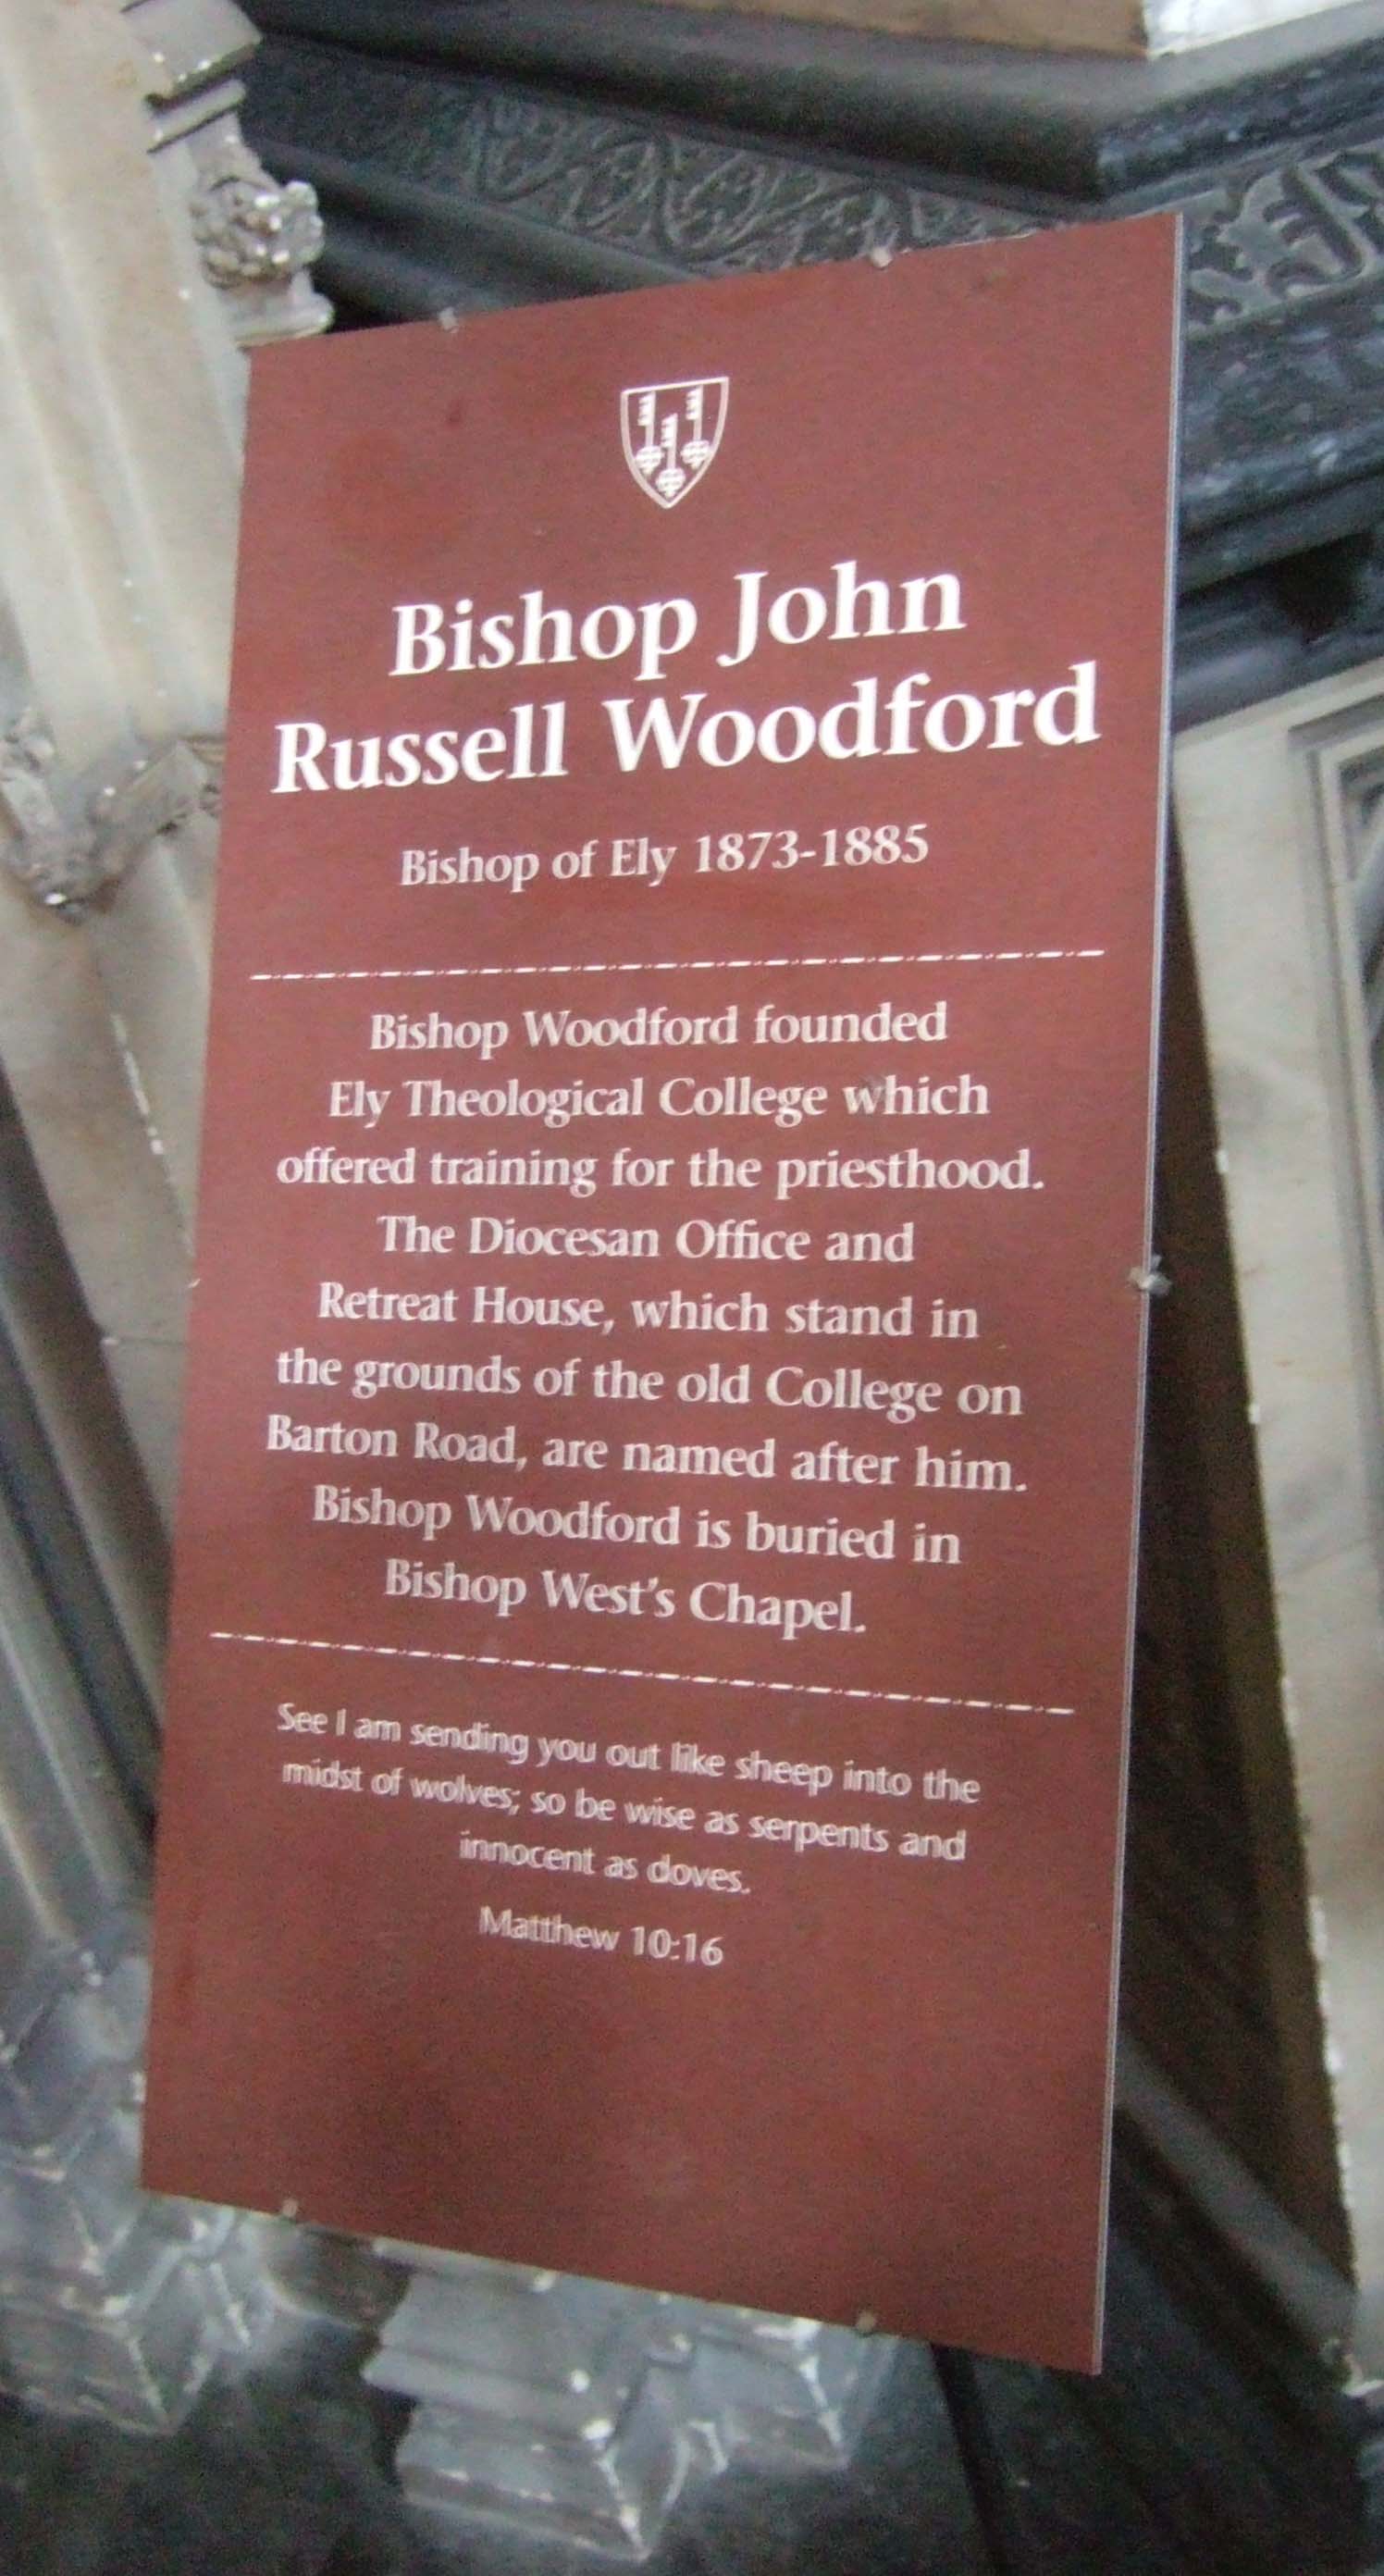 Bishop John
Russell Woodford
Bishop of Ely 1873-1885
Bishop Woodford founded
Ely Theological College which
offered training for the priesthood.
The Diocesan Office and
Retreat House, which stand in
the grounds of the old College on
Barton Road, are named after him.
Bishop Woodford is buried in
Bishop West's Chapel.
See I am sending you out like sheep into the
midst of wolves; so be wise as serpents and
innocent as doves.
Matthew 10:16